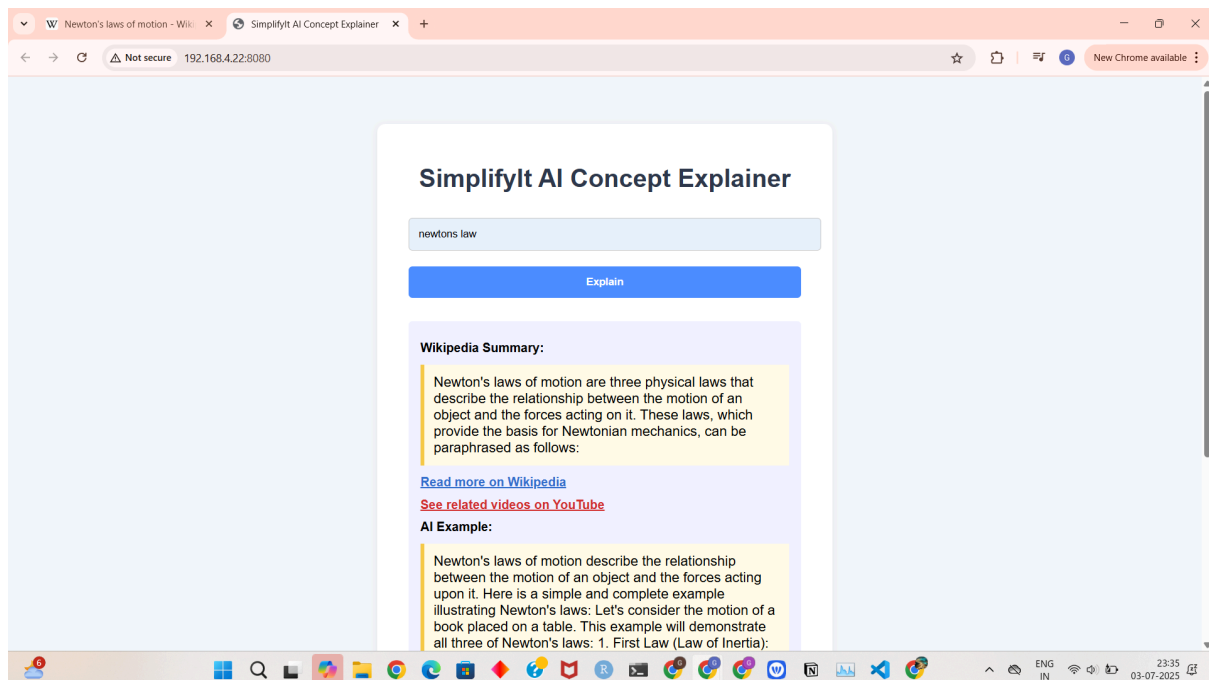 Newton's laws of motion - Wiki
SimplifyIt AI Concept Explainer
Not secure
192.168.4.22:8080
G
New Chrome available
SimplifyIt AI Concept Explainer
newtons law
Explain
Wikipedia Summary:
Newton's laws of motion are three physical laws that
describe the relationship between the motion of an
object and the forces acting on it. These laws, which
provide the basis for Newtonian mechanics, can be
paraphrased as follows:
Read more on Wikipedia
See related videos on YouTube
AI Example:
Newton's laws of motion describe the relationship
between the motion of an object and the forces acting
upon it. Here is a simple and complete example
illustrating Newton's laws: Let's consider the motion of a
book placed on a table. This example will demonstrate
all three of Newton's laws: 1. First Law (Law of Inertia):
6
ENG
IN
23:35
03-07-2025